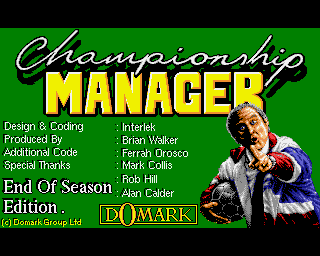 Championship
MANAGER
Design & Coding : Interlek
Produced By : Brian Walker
Additional Code : Ferrah Orosco
Special Thanks : Mark Collis
: Rob Hill
: Alan Calder
End Of Season
Edition .
(c) Domark Group Ltd
DOMARK